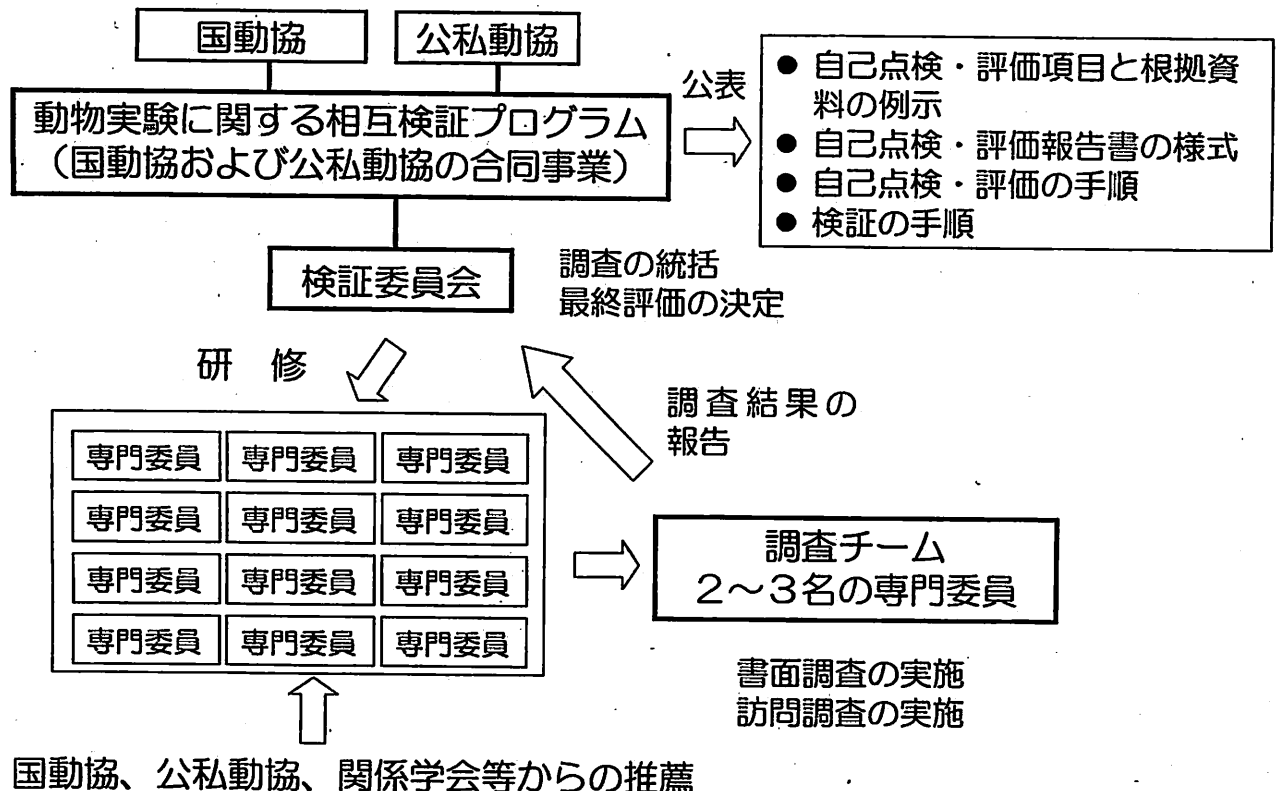 国動協
公私動協
動物実験に関する相互検証プログラム
（国動協および公私動協の合同事業）
公表
● 自己点検・評価項目と根拠資
料の例示
● 自己点検・評価報告書の様式
● 自己点検・評価の手順
● 検証の手順
検証委員会
調査の統括
最終評価の決定
研　修
調査結果の
報告
専門委員 専門委員 専門委員
専門委員 専門委員 専門委員
専門委員 専門委員 専門委員
専門委員 専門委員 専門委員
調査チーム
２～３名の専門委員
書面調査の実施
訪問調査の実施
国動協、公私動協、関係学会等からの推薦